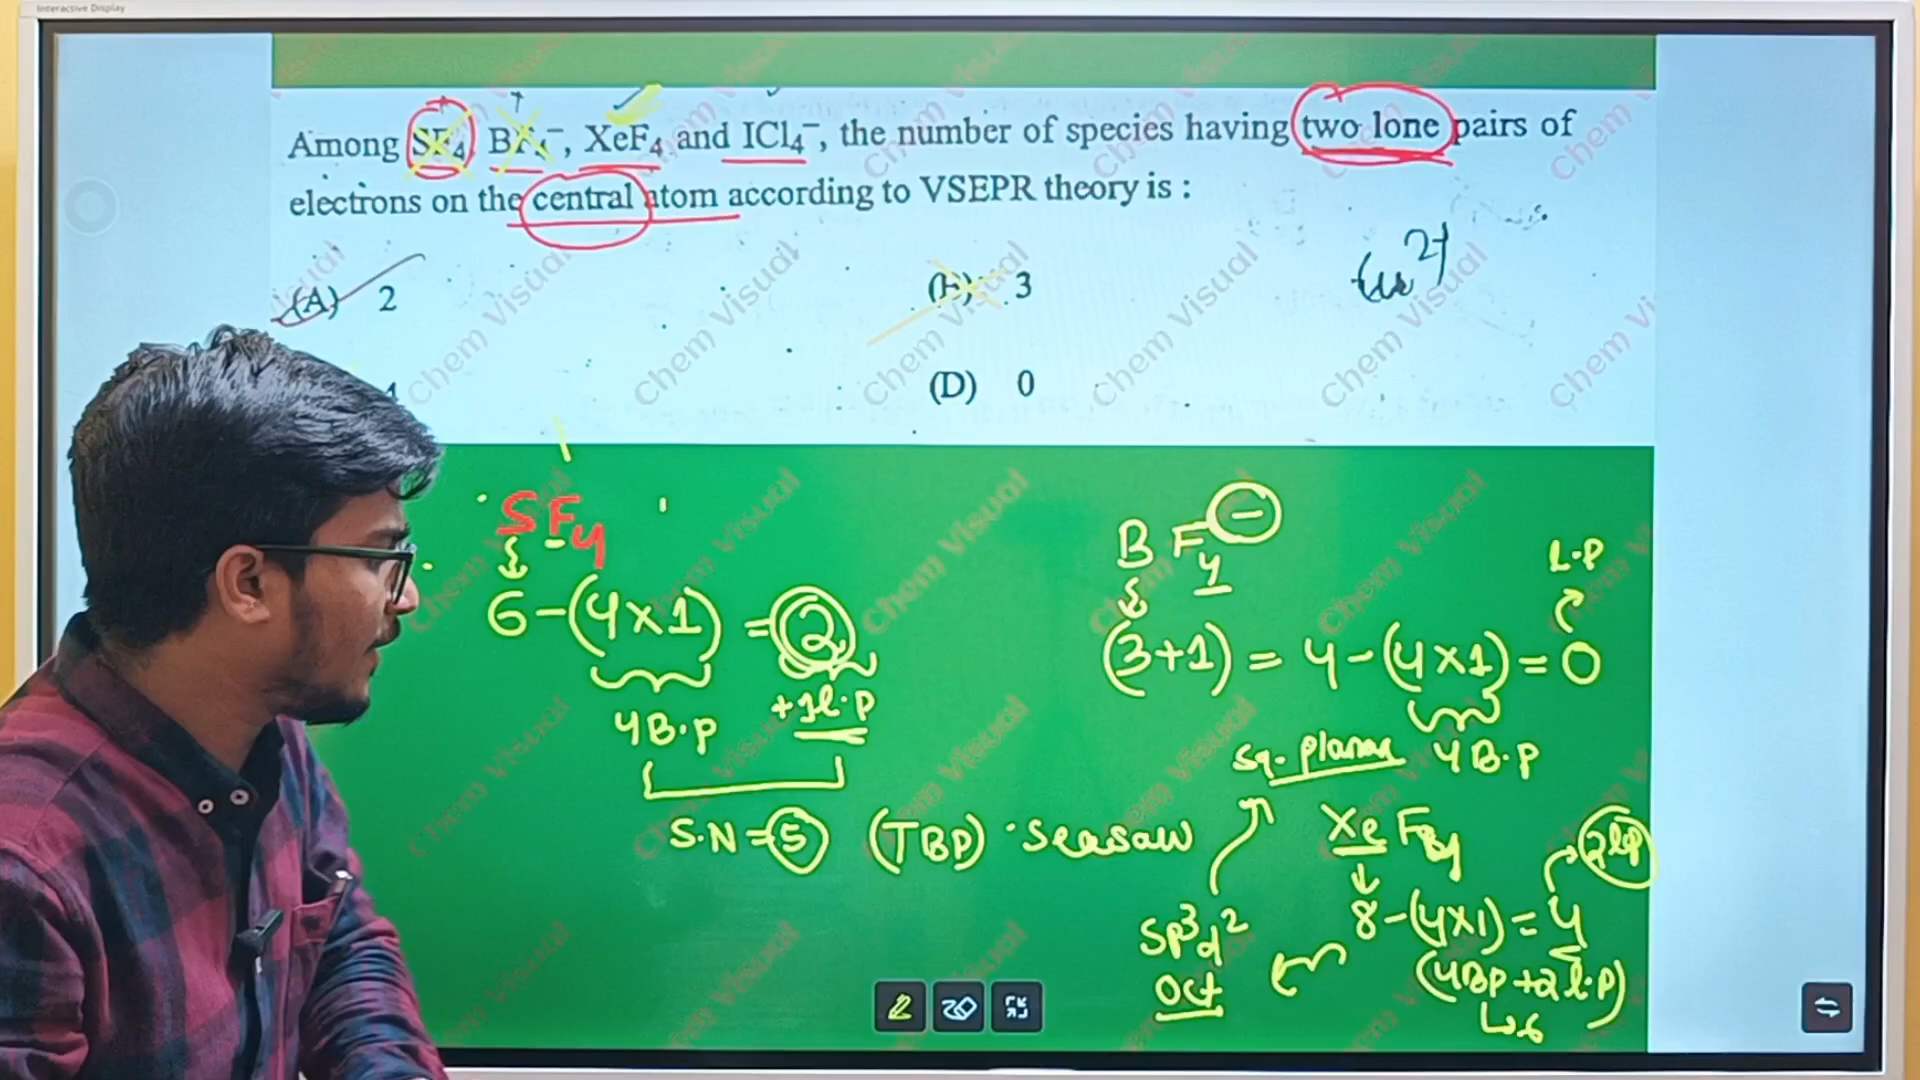 Interactive Display
Among SF4, BF4⁻, XeF4 and ICl4⁻, the number of species having two lone pairs of
electrons on the central atom according to VSEPR theory is :
(A) 2
(B) 3
(D) 0
SF4
6-(4×1) = 2
4B.p +1l.p
S.N = 5 (TBP) Seasaw
BF4⁻
L.P
(3+1) = 4-(4×1) = 0
4B.p
Sq. planar
XeF4
2lp
8-(4×1) = 4
(4Bp+2l.p)
6
Sp³d²
Oct
Chem Visual